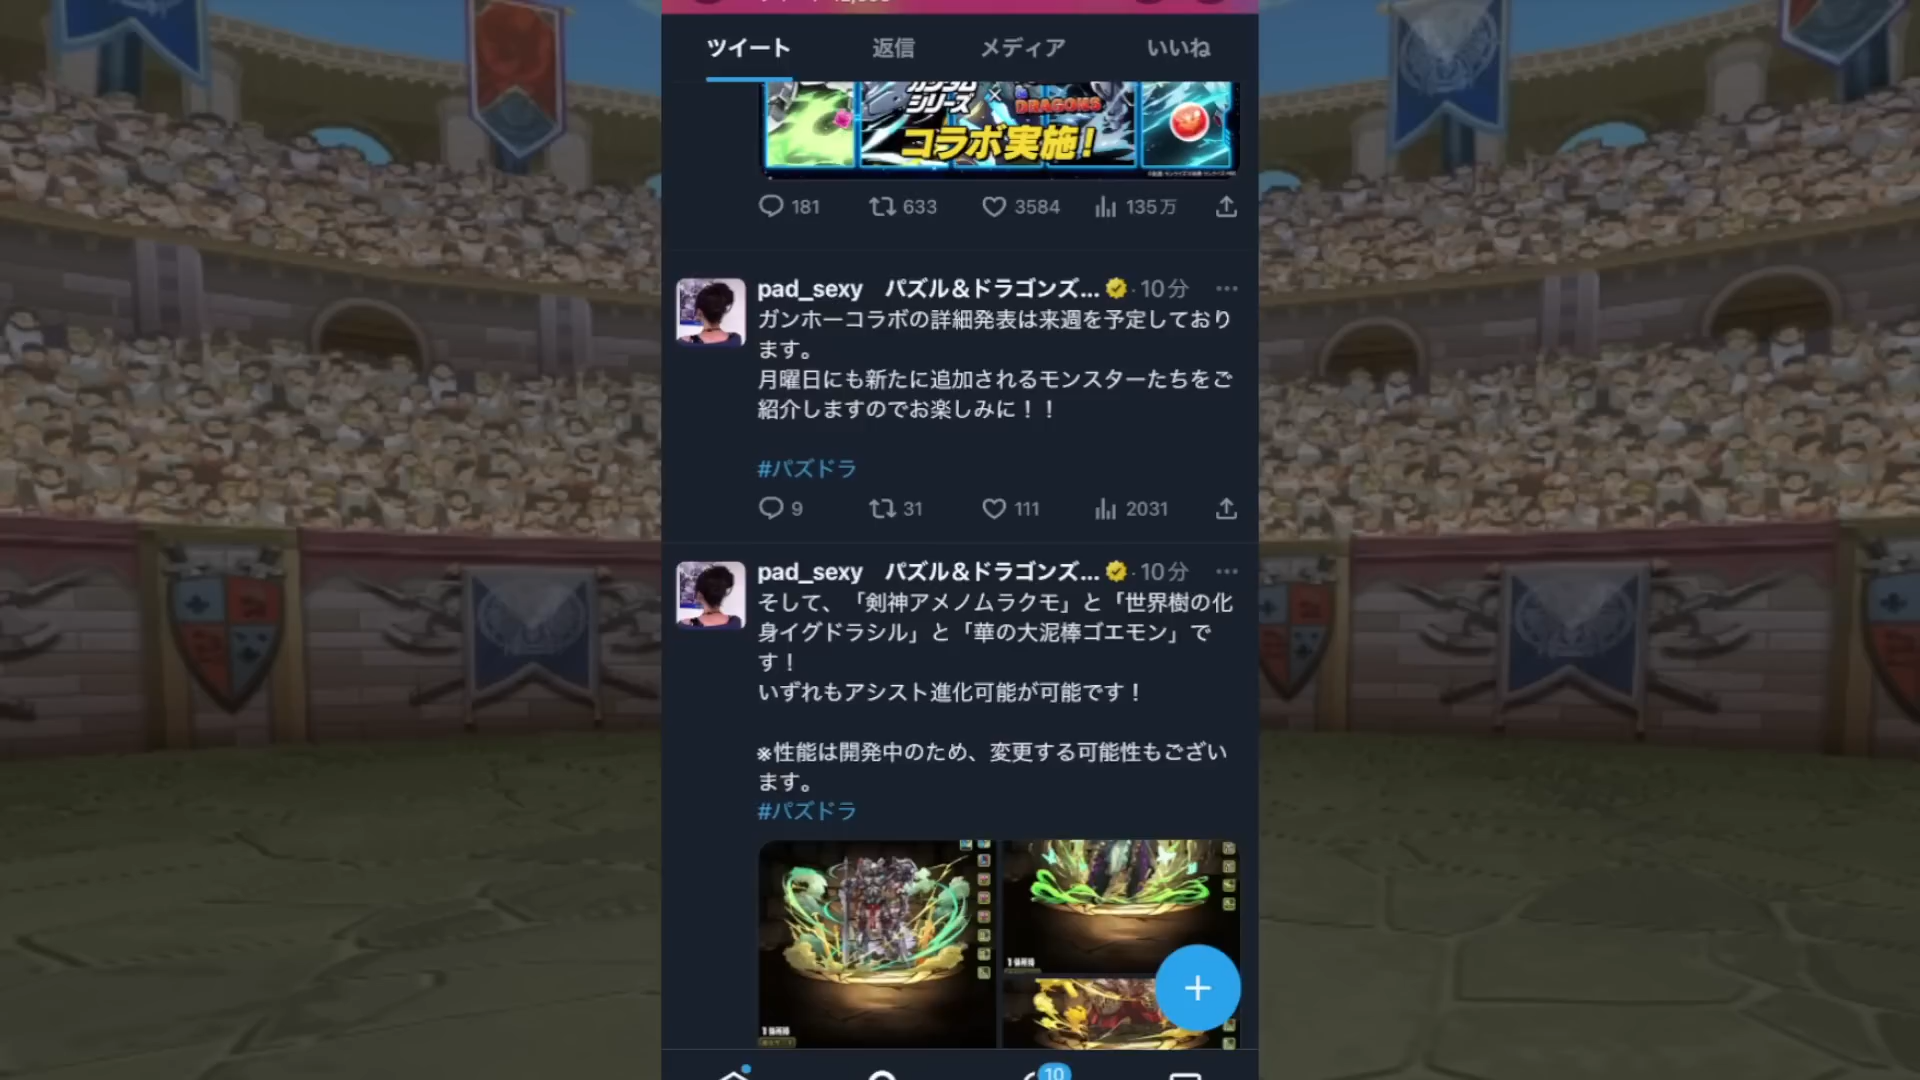 ツイート 返信 メディア いいね
シリーズ × DRAGONS
コラボ実施！
181 633 3584 135万
pad_sexy パズル&ドラゴンズ... · 10分
ガンホーコラボの詳細発表は来週を予定しており
ます。
月曜日にも新たに追加されるモンスターたちをご
紹介しますのでお楽しみに！！
#パズドラ
9 31 111 2031
pad_sexy パズル&ドラゴンズ... · 10分
そして、「剣神アメノムラクモ」と「世界樹の化
身イグドラシル」と「華の大泥棒ゴエモン」で
す！
いずれもアシスト進化可能が可能です！
※性能は開発中のため、変更する可能性もござい
ます。
#パズドラ
10